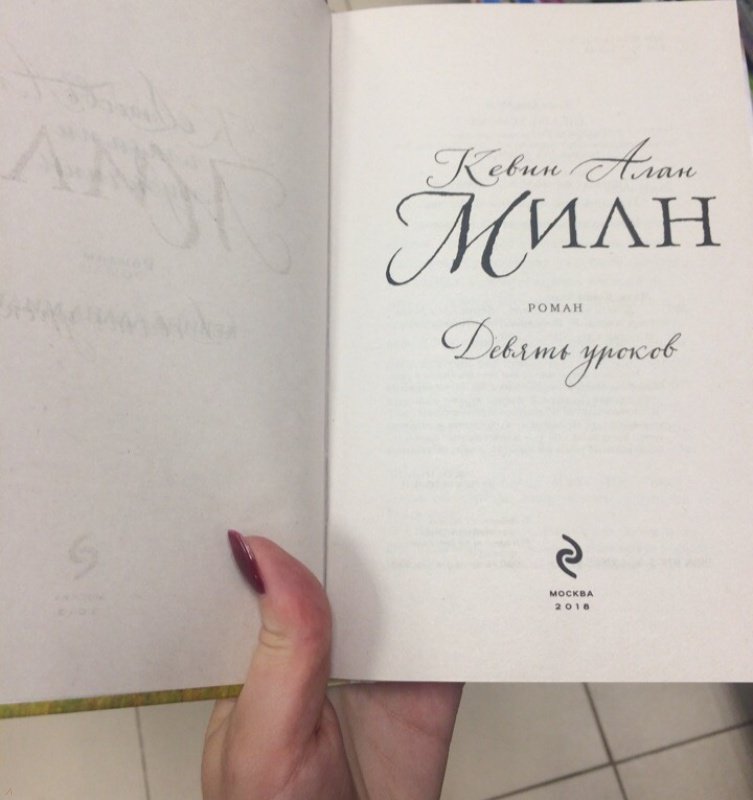 Кевин Алан
МИЛН
РОМАН
Девять уроков
МОСКВА
2018